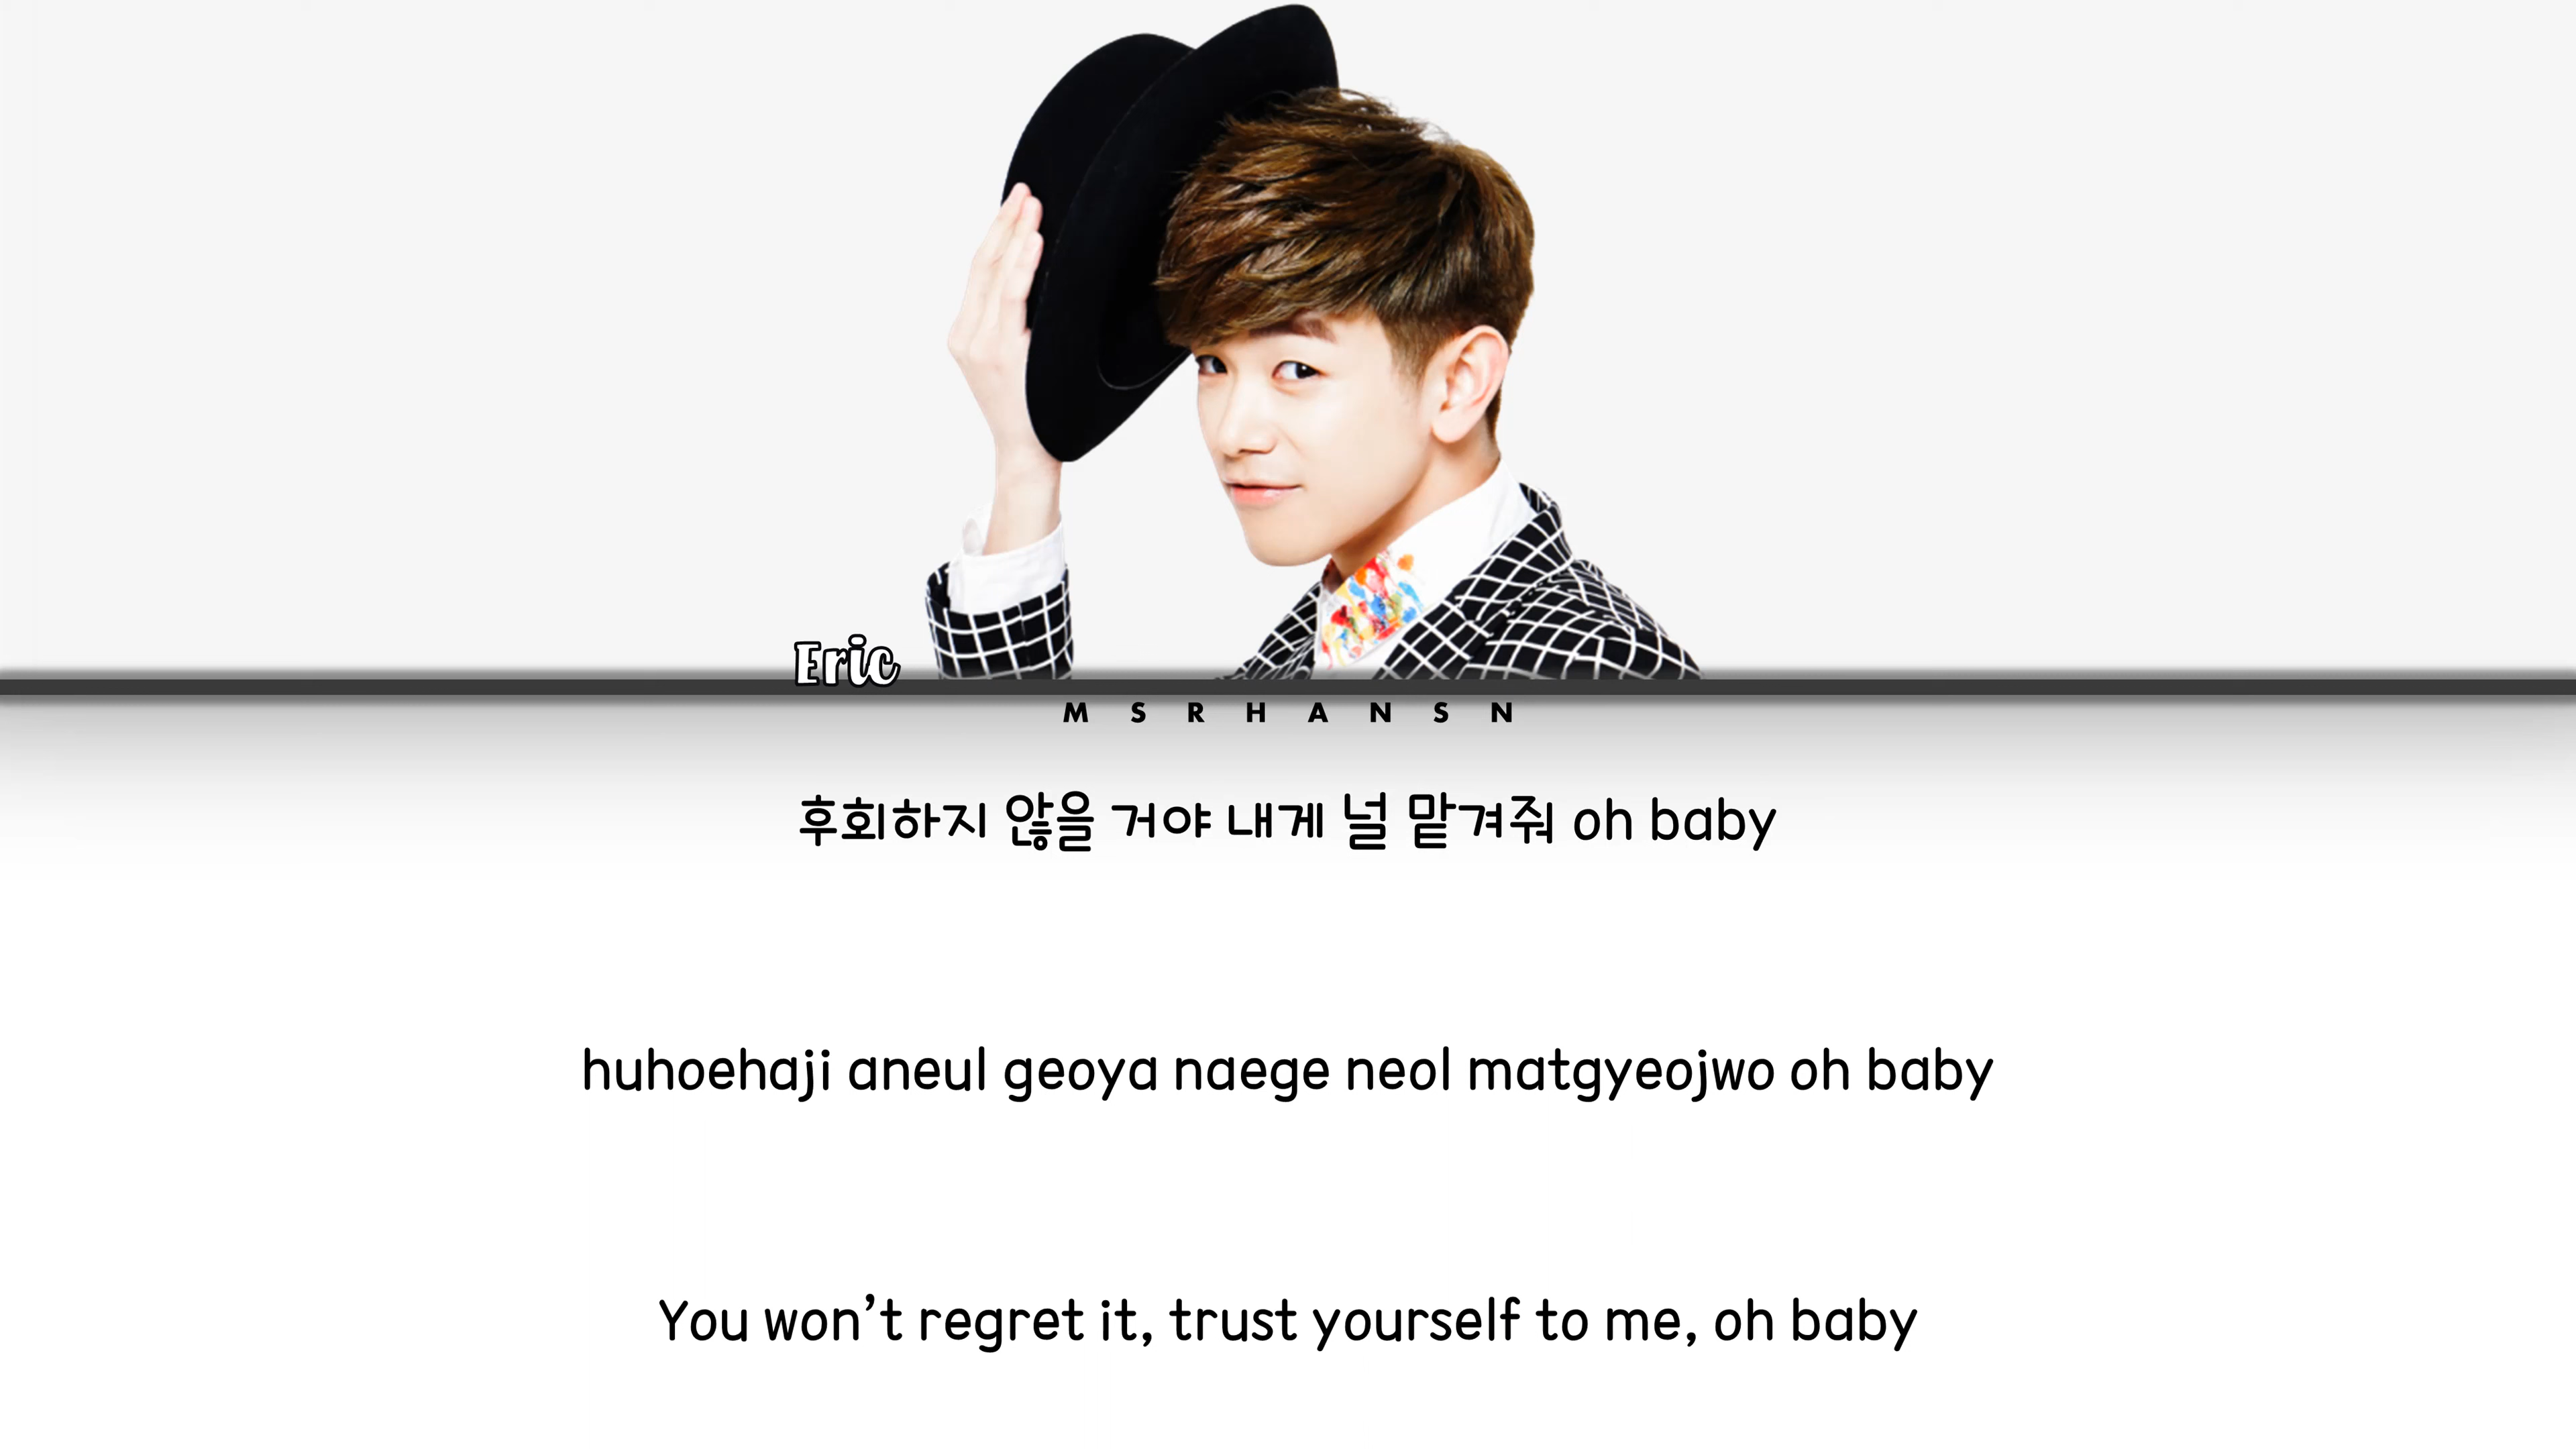 Eric
MSRHANSN
후회하지 않을 거야 내게 널 맡겨줘 oh baby
huhoehaji aneul geoya naege neol matgyeojwo oh baby
You won’t regret it, trust yourself to me, oh baby